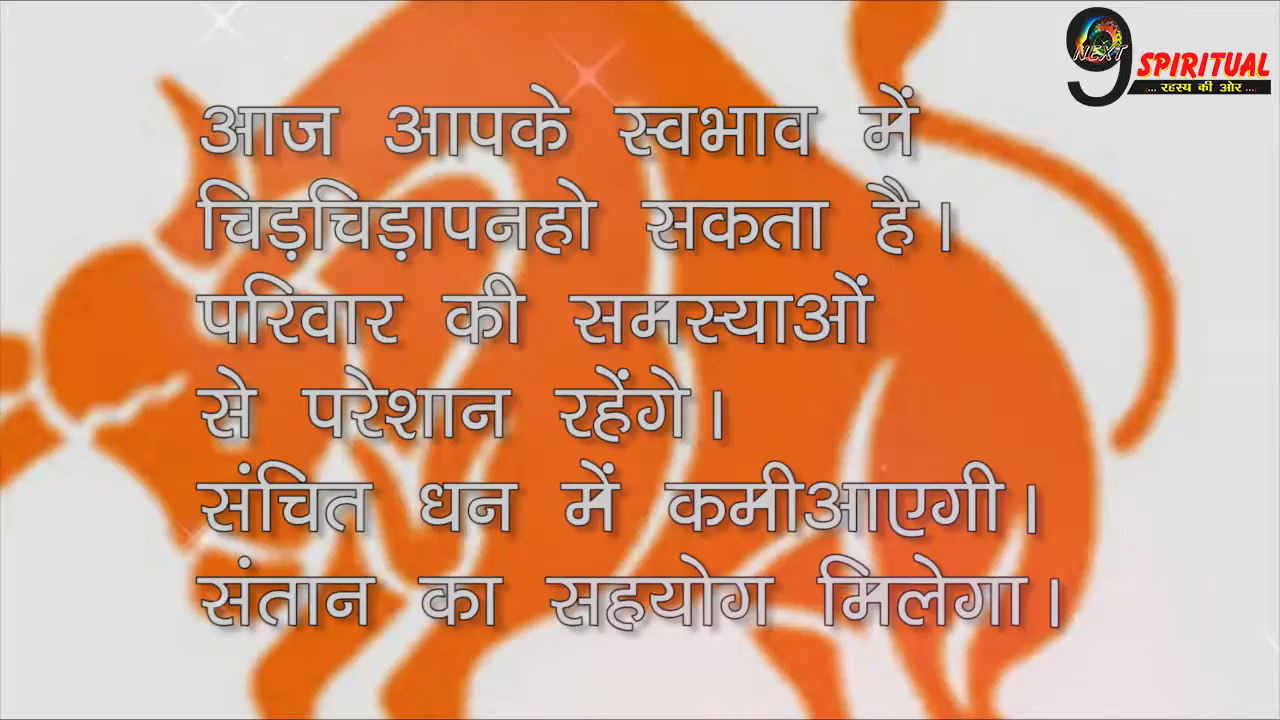 9
NEXT
SPIRITUAL
... रहस्य की ओर ...
आज आपके स्वभाव में
चिड़चिड़ापनहो सकता है।
परिवार की समस्याओं
से परेशान रहेंगे।
संचित धन में कमीआएगी।
संतान का सहयोग मिलेगा।